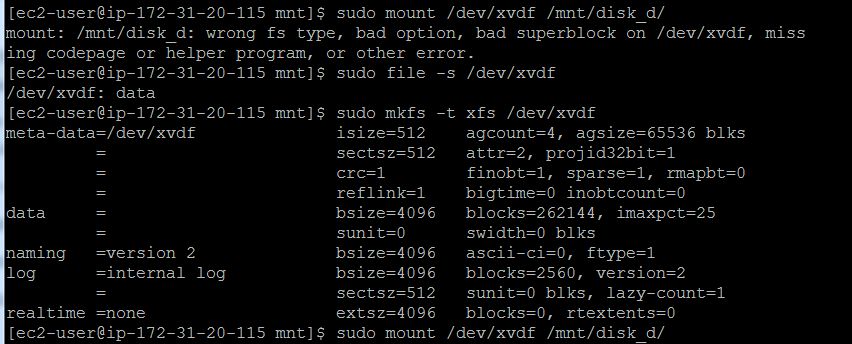 [ec2-user@ip-172-31-20-115 mnt]$ sudo mount /dev/xvdf /mnt/disk_d/
mount: /mnt/disk_d: wrong fs type, bad option, bad superblock on /dev/xvdf, miss
ing codepage or helper program, or other error.
[ec2-user@ip-172-31-20-115 mnt]$ sudo file -s /dev/xvdf
/dev/xvdf: data
[ec2-user@ip-172-31-20-115 mnt]$ sudo mkfs -t xfs /dev/xvdf
meta-data=/dev/xvdf              isize=512    agcount=4, agsize=65536 blks
         =                       sectsz=512   attr=2, projid32bit=1
         =                       crc=1        finobt=1, sparse=1, rmapbt=0
         =                       reflink=1    bigtime=0 inobtcount=0
data     =                       bsize=4096   blocks=262144, imaxpct=25
         =                       sunit=0      swidth=0 blks
naming   =version 2              bsize=4096   ascii-ci=0, ftype=1
log      =internal log           bsize=4096   blocks=2560, version=2
         =                       sectsz=512   sunit=0 blks, lazy-count=1
realtime =none                   extsz=4096   blocks=0, rtextents=0
[ec2-user@ip-172-31-20-115 mnt]$ sudo mount /dev/xvdf /mnt/disk_d/